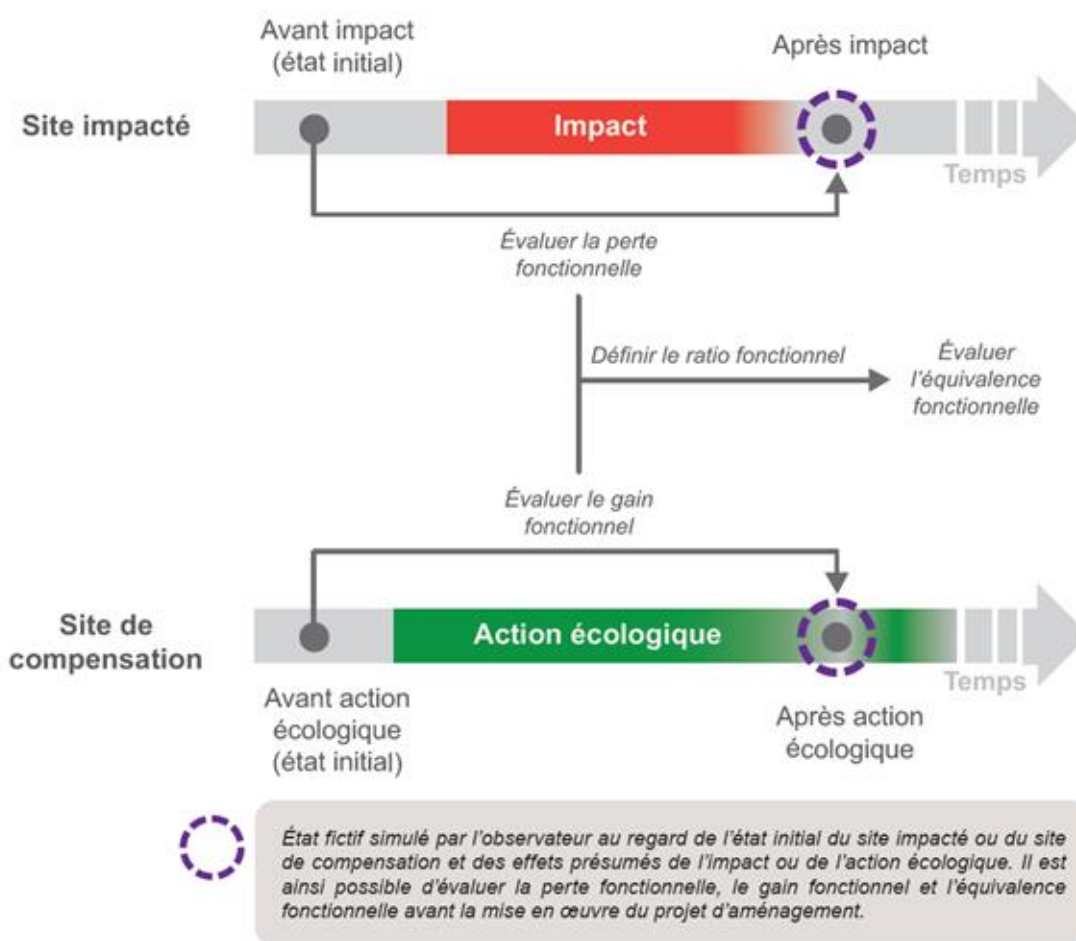 Avant impact
(état initial)
Après impact
Site impacté
Impact
Temps
Évaluer la perte
fonctionnelle
Définir le ratio fonctionnel
Évaluer
l'équivalence
fonctionnelle
Évaluer le gain
fonctionnel
Site de
compensation
Action écologique
Temps
Avant action
écologique
(état initial)
Après action
écologique
État fictif simulé par l'observateur au regard de l'état initial du site impacté ou du site
de compensation et des effets présumés de l'impact ou de l'action écologique. Il est
ainsi possible d'évaluer la perte fonctionnelle, le gain fonctionnel et l'équivalence
fonctionnelle avant la mise en œuvre du projet d'aménagement.